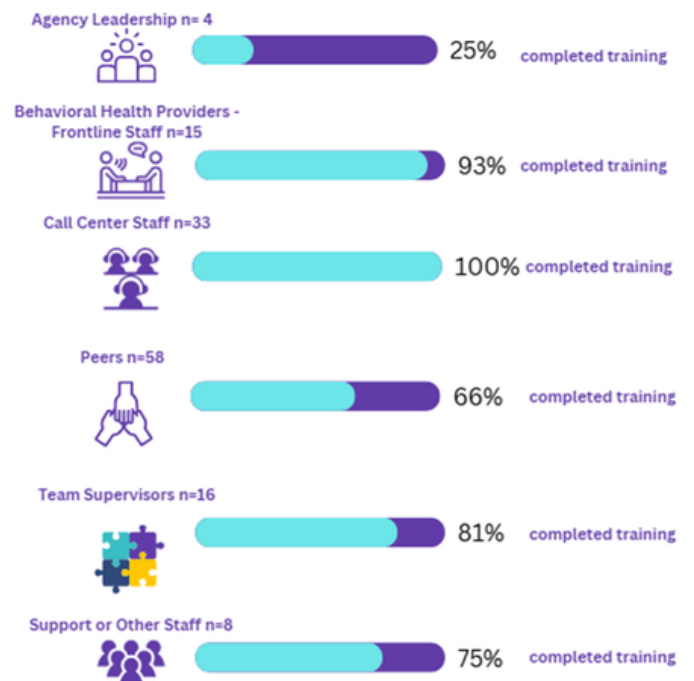 Agency Leadership n= 4
25% completed training
Behavioral Health Providers -
Frontline Staff n=15
93% completed training
Call Center Staff n=33
100% completed training
Peers n=58
66% completed training
Team Supervisors n=16
81% completed training
Support or Other Staff n=8
75% completed training